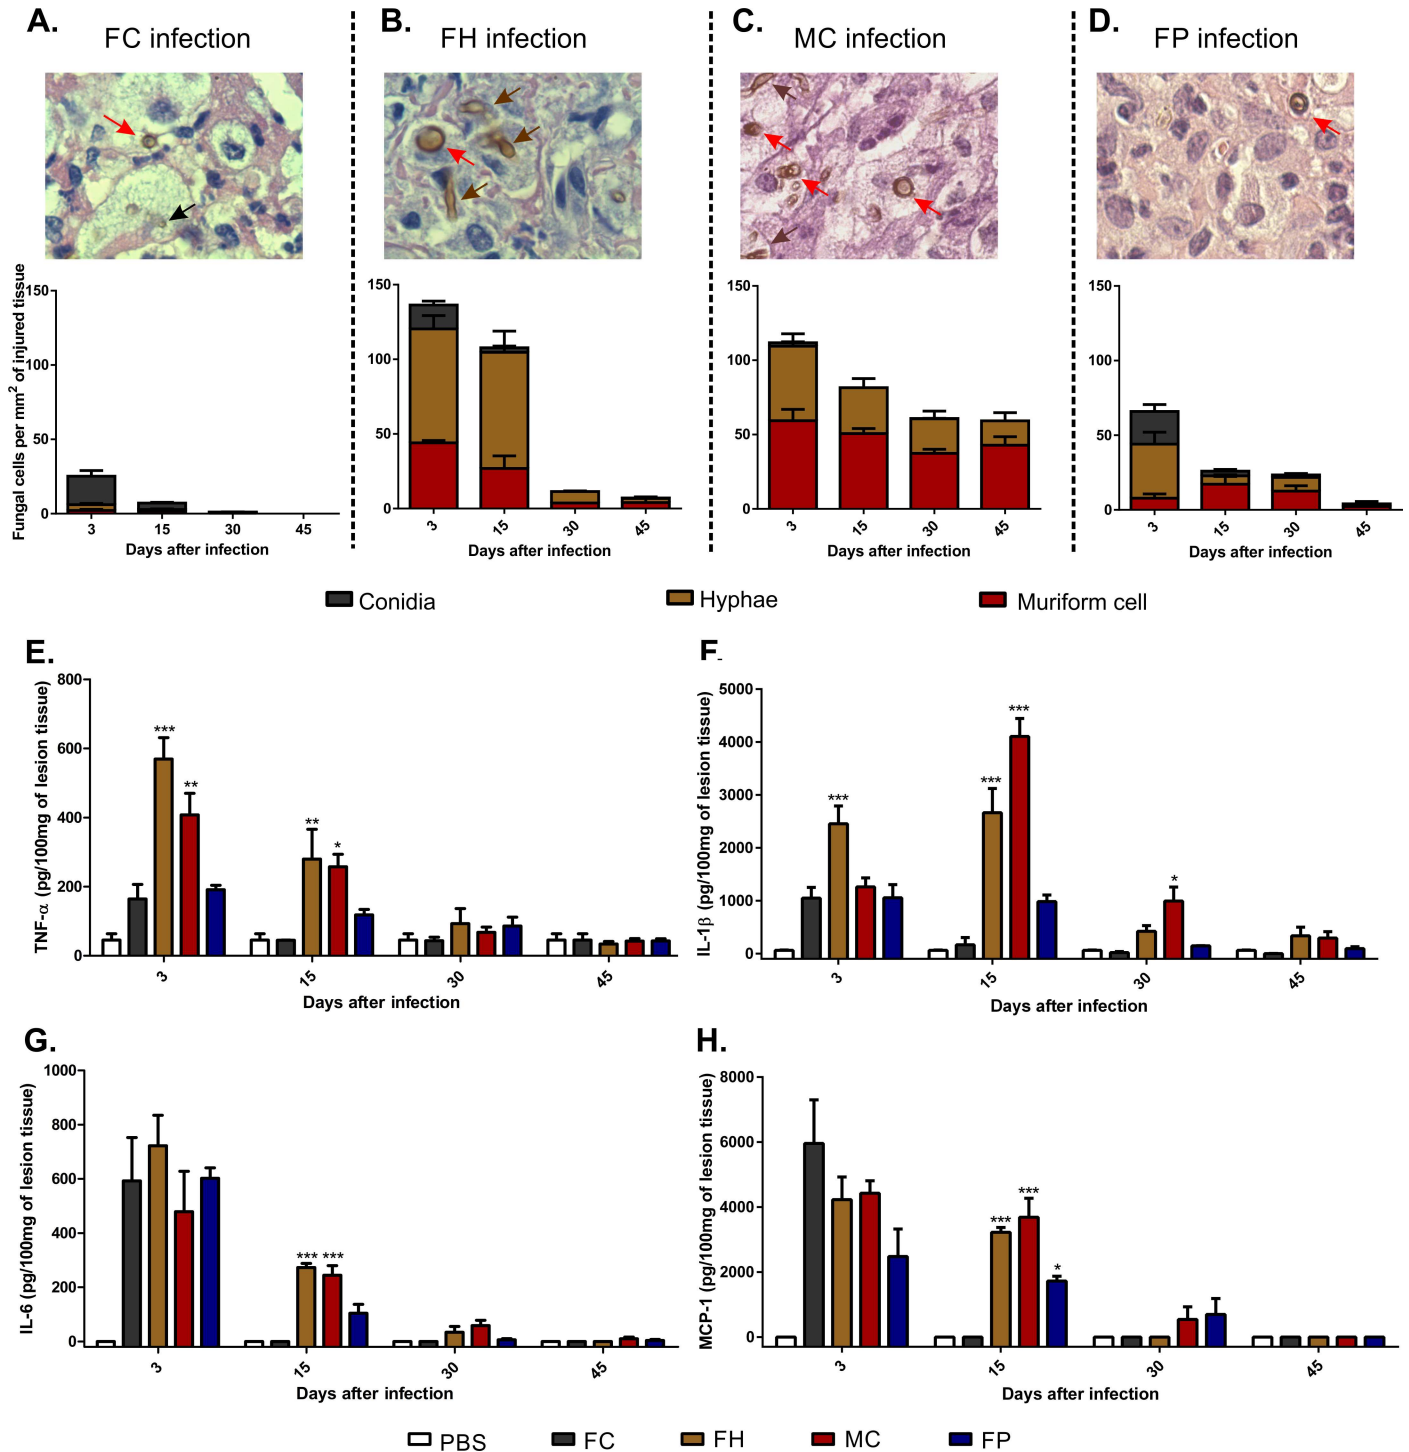 A.
FC infection
B.
FH infection
C.
MC infection
D.
FP infection
Fungal cells per mm² of injured tissue
150
100
50
0
3
15
30
45
Days after infection
150
100
50
0
3
15
30
45
Days after infection
150
100
50
0
3
15
30
45
Days after infection
150
100
50
0
3
15
30
45
Days after infection
Conidia
Hyphae
Muriform cell
E.
TNF-α (pg/100mg of lesion tissue)
800
600
400
200
0
***
**
**
*
3
15
30
45
Days after infection
F.
IL-1β (pg/100mg of lesion tissue)
5000
4000
3000
2000
1000
0
***
***
***
*
3
15
30
45
Days after infection
G.
IL-6 (pg/100mg of lesion tissue)
1000
800
600
400
200
0
***
***
3
15
30
45
Days after infection
H.
MCP-1 (pg/100mg of lesion tissue)
8000
6000
4000
2000
0
***
***
*
3
15
30
45
Days after infection
PBS
FC
FH
MC
FP